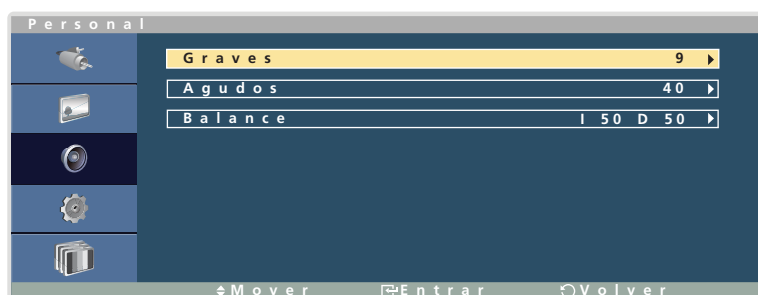 Personal
Graves 9
Agudos 40
Balance I 50 D 50
Mover Entrar Volver